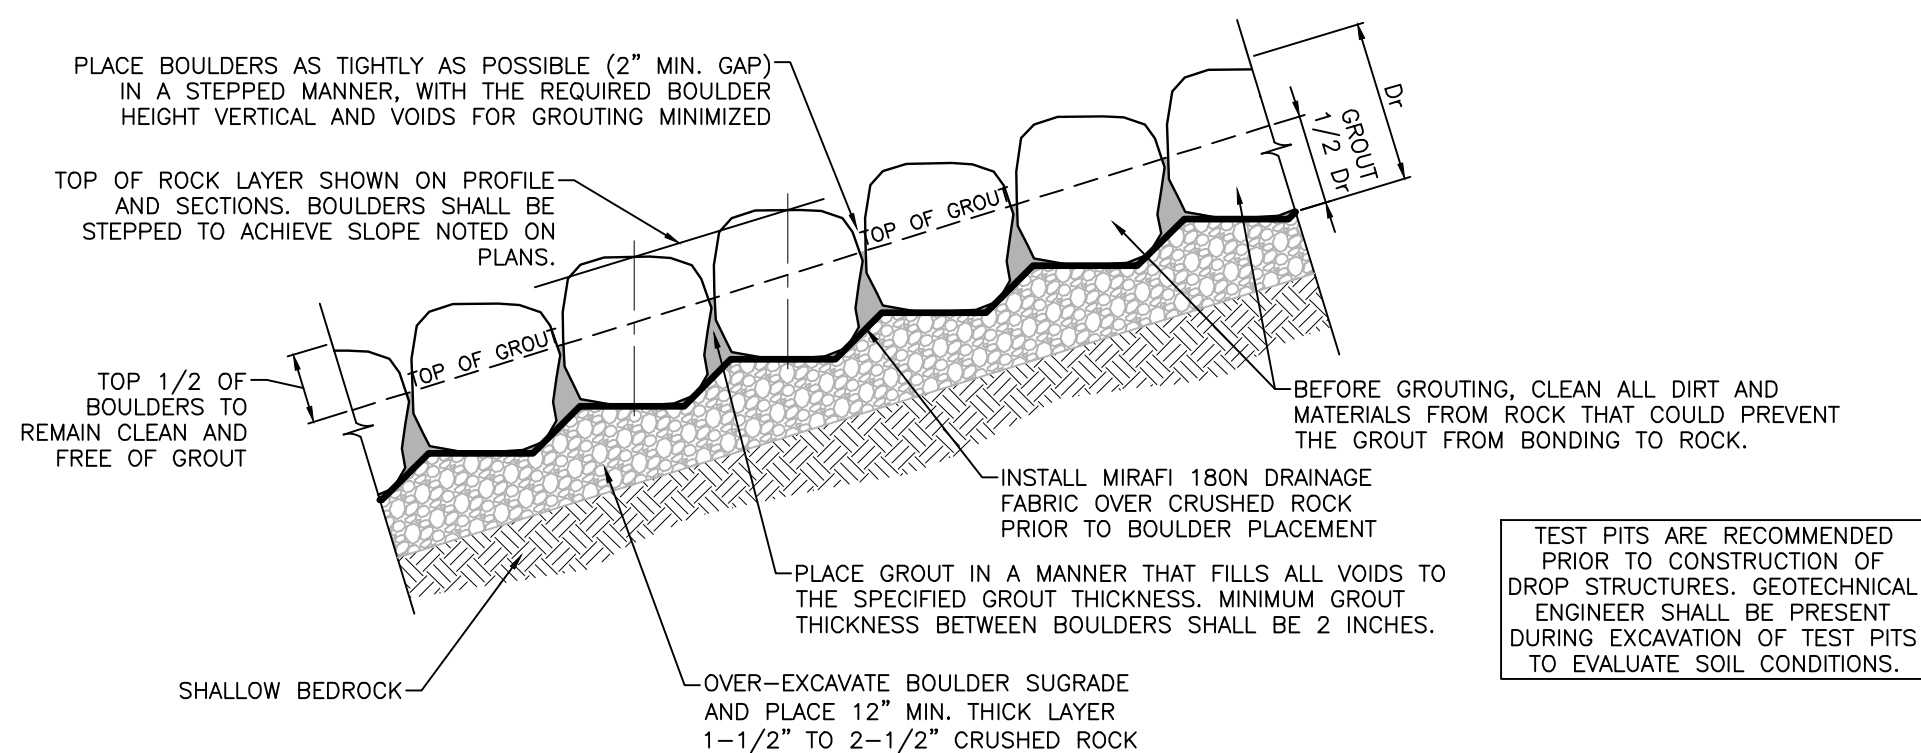 PLACE BOULDERS AS TIGHTLY AS POSSIBLE (2” MIN. GAP)
IN A STEPPED MANNER, WITH THE REQUIRED BOULDER
HEIGHT VERTICAL AND VOIDS FOR GROUTING MINIMIZED
TOP OF ROCK LAYER SHOWN ON PROFILE
AND SECTIONS. BOULDERS SHALL BE
STEPPED TO ACHIEVE SLOPE NOTED ON
PLANS.
Dr
GROUT
1/2 Dr
TOP OF GROUT
TOP OF GROUT
TOP 1/2 OF
BOULDERS TO
REMAIN CLEAN AND
FREE OF GROUT
BEFORE GROUTING, CLEAN ALL DIRT AND
MATERIALS FROM ROCK THAT COULD PREVENT
THE GROUT FROM BONDING TO ROCK.
INSTALL MIRAFI 180N DRAINAGE
FABRIC OVER CRUSHED ROCK
PRIOR TO BOULDER PLACEMENT
PLACE GROUT IN A MANNER THAT FILLS ALL VOIDS TO
THE SPECIFIED GROUT THICKNESS. MINIMUM GROUT
THICKNESS BETWEEN BOULDERS SHALL BE 2 INCHES.
SHALLOW BEDROCK
OVER-EXCAVATE BOULDER SUGRADE
AND PLACE 12” MIN. THICK LAYER
1-1/2” TO 2-1/2” CRUSHED ROCK
TEST PITS ARE RECOMMENDED
PRIOR TO CONSTRUCTION OF
DROP STRUCTURES. GEOTECHNICAL
ENGINEER SHALL BE PRESENT
DURING EXCAVATION OF TEST PITS
TO EVALUATE SOIL CONDITIONS.